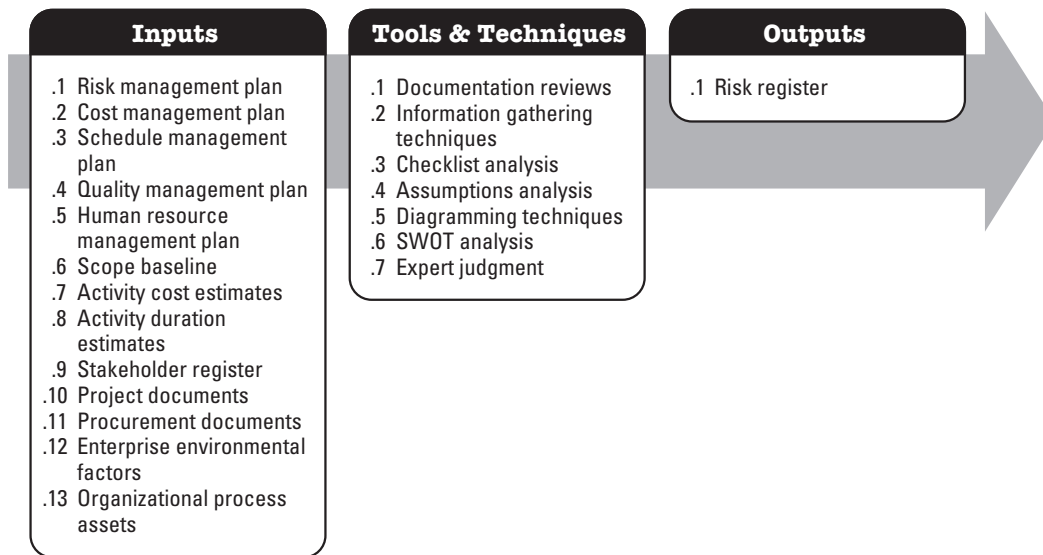 Inputs
.1 Risk management plan
.2 Cost management plan
.3 Schedule management
plan
.4 Quality management plan
.5 Human resource
management plan
.6 Scope baseline
.7 Activity cost estimates
.8 Activity duration
estimates
.9 Stakeholder register
.10 Project documents
.11 Procurement documents
.12 Enterprise environmental
factors
.13 Organizational process
assets
Tools & Techniques
.1 Documentation reviews
.2 Information gathering
techniques
.3 Checklist analysis
.4 Assumptions analysis
.5 Diagramming techniques
.6 SWOT analysis
.7 Expert judgment
Outputs
.1 Risk register